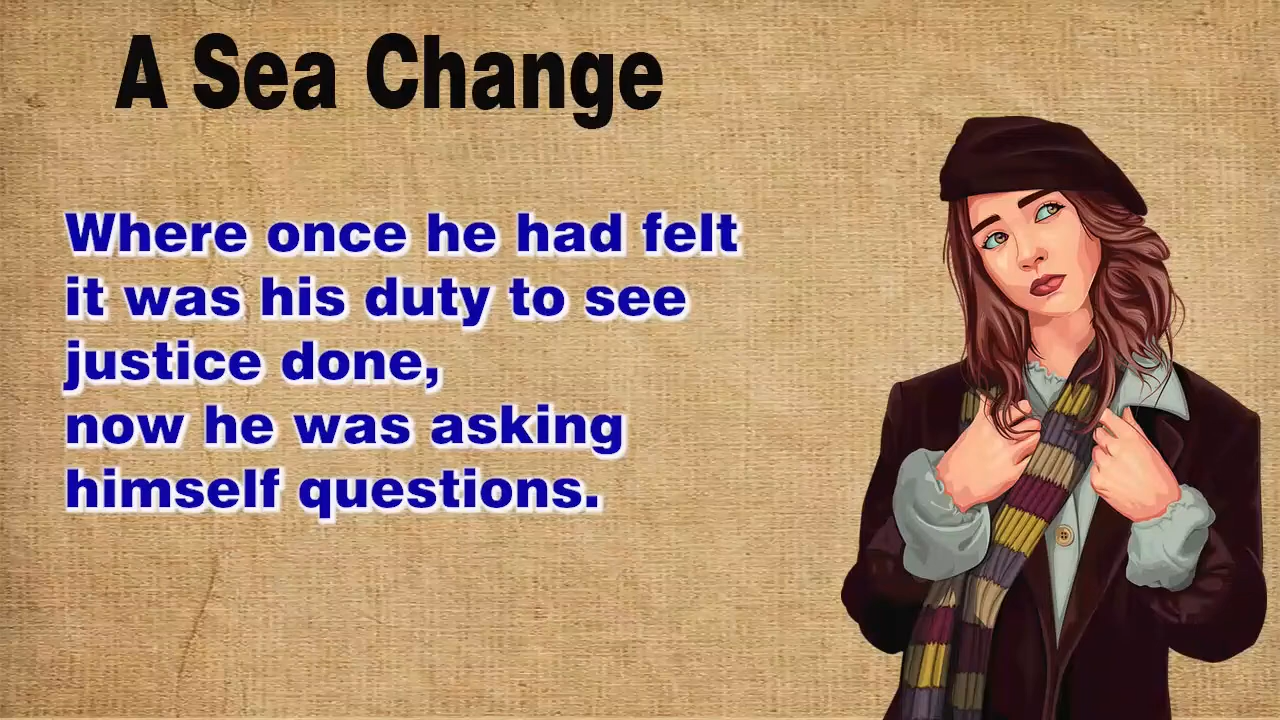 A Sea Change
Where once he had felt
it was his duty to see
justice done,
now he was asking
himself questions.